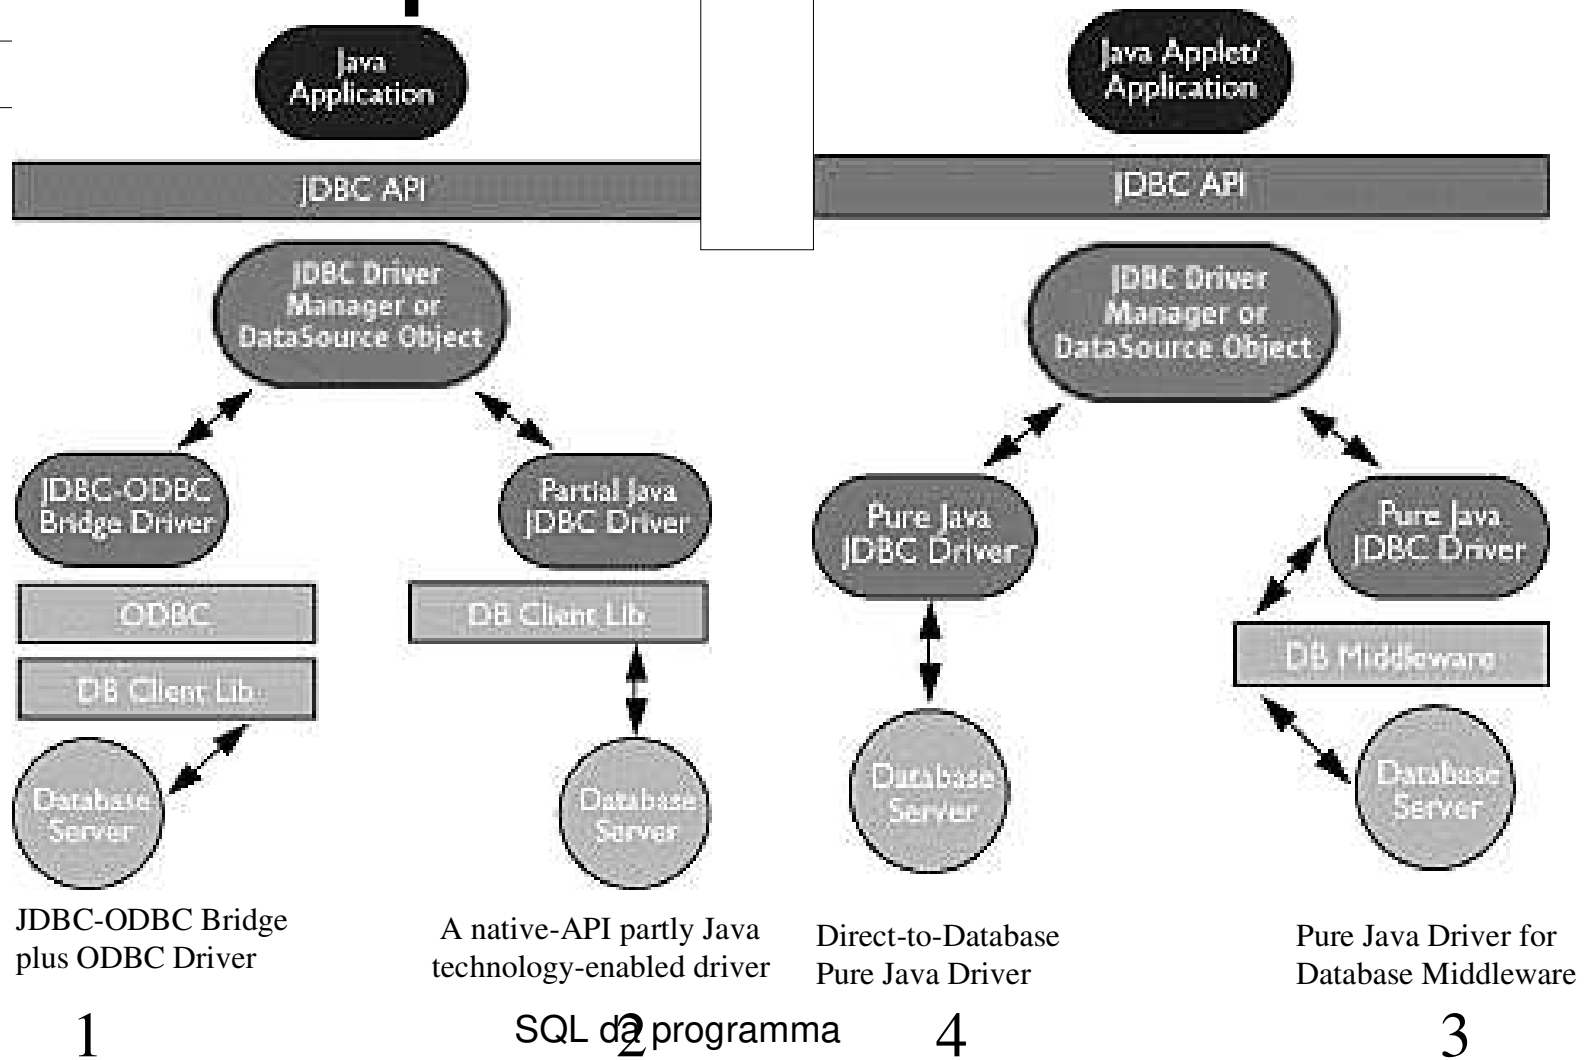 Java
Application
JDBC API
JDBC Driver
Manager or
DataSource Object
JDBC-ODBC
Bridge Driver
Partial Java
JDBC Driver
ODBC
DB Client Lib
DB Client Lib
Database
Server
Database
Server
JDBC-ODBC Bridge
plus ODBC Driver
A native-API partly Java
technology-enabled driver
1
2
Java Applet/
Application
JDBC API
JDBC Driver
Manager or
DataSource Object
Pure Java
JDBC Driver
Pure Java
JDBC Driver
DB Middleware
Database
Server
Database
Server
Direct-to-Database
Pure Java Driver
Pure Java Driver for
Database Middleware
4
3
SQL da programma